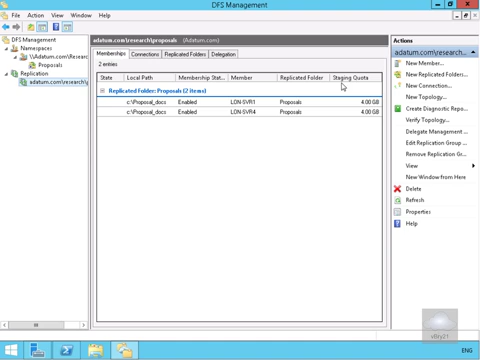 DFS Management
File Action View Window Help
DFS Management
Namespaces
\\Adatum.com\Research
Proposals
Replication
adatum.com\research\p
adatum.com\research\proposals (Adatum.com)
Memberships Connections Replicated Folders Delegation
2 entries
State Local Path Membership Stat... Member Replicated Folder Staging Quota
Replicated Folder: Proposals (2 items)
c:\Proposal_docs Enabled LON-SVR1 Proposals 4.00 GB
c:\Proposal_docs Enabled LON-SVR4 Proposals 4.00 GB
Actions
adatum.com\research...
New Member...
New Replicated Folders...
New Connection...
New Topology...
Create Diagnostic Repo...
Verify Topology...
Delegate Management ...
Edit Replication Group ...
Remove Replication Gr...
View
New Window from Here
Delete
Refresh
Properties
Help
vBry01
ENG